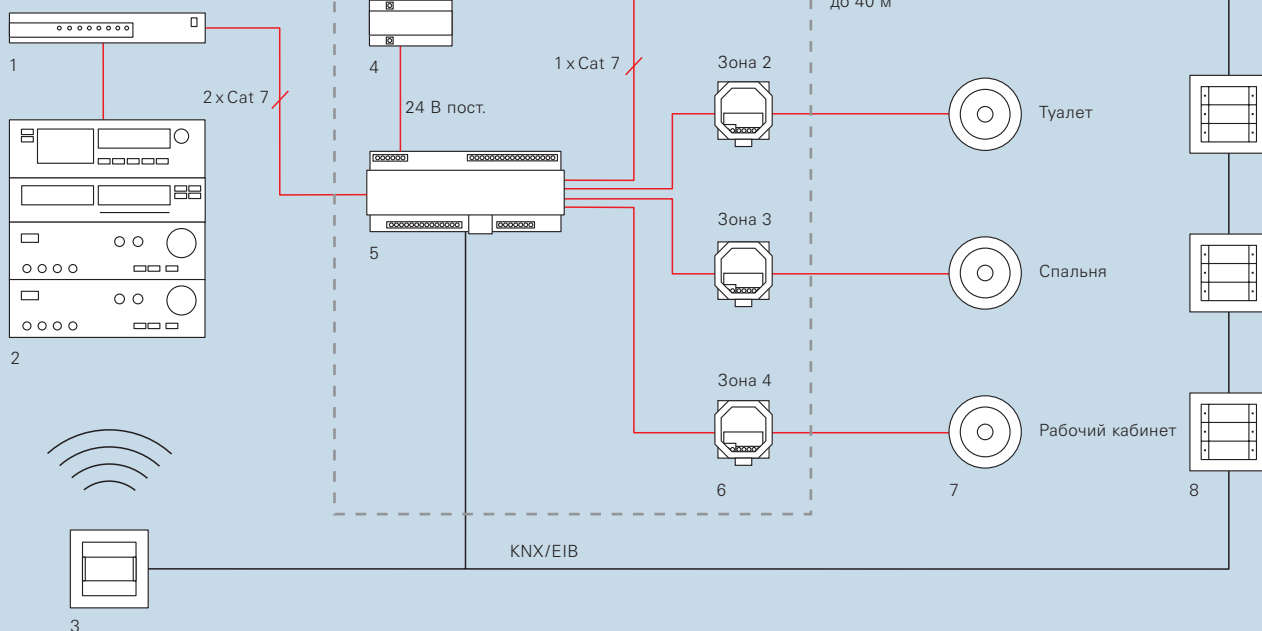 до 40 м
1
4
1 x Cat 7
Зона 2
2 x Cat 7
24 В пост.
Туалет
Зона 3
5
Спальня
2
Зона 4
Рабочий кабинет
6
7
8
KNX/EIB
3